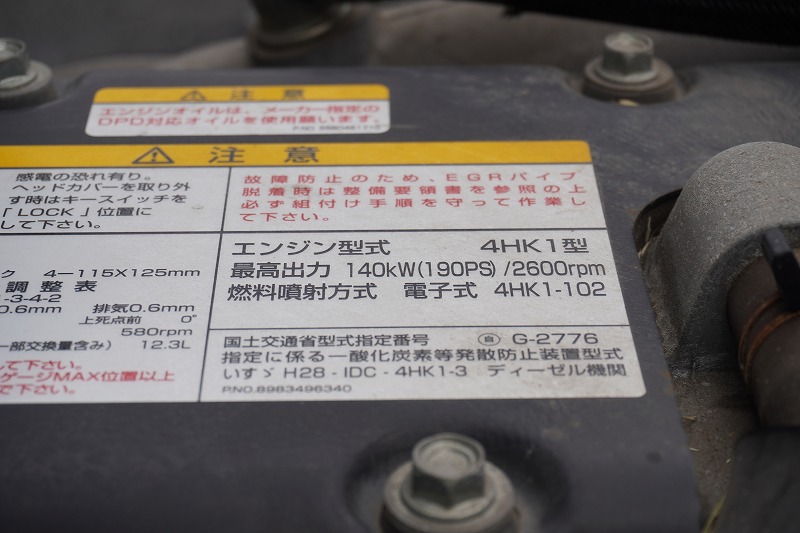 注意
エンジンオイルは、メーカー指定の
DPD対応オイルを使用願います。
注意
感電の恐れ有り。
ヘッドカバーを取り外
す時はキースイッチを
「LOCK」位置に
して下さい。
故障防止のため、EGRパイプ
脱着時は整備要領書を参照の上
必ず組付け手順を守って作業し
て下さい。
ク 4-115X125mm
調整表
-3-4-2
0.6mm 排気0.6mm
上死点前 0°
580rpm
一部交換量含み) 12.3L
して下さい。
ゲージMAX位置以上
で下さい。
エンジン型式 4HK1型
最高出力 140kW(190PS)/2600rpm
燃料噴射方式 電子式 4HK1-102
国土交通省型式指定番号 自 G-2776
指定に係る一酸化炭素等発散防止装置型式
いすゞ H28-IDC-4HK1-3 ディーゼル機関
P.NO.8983496340